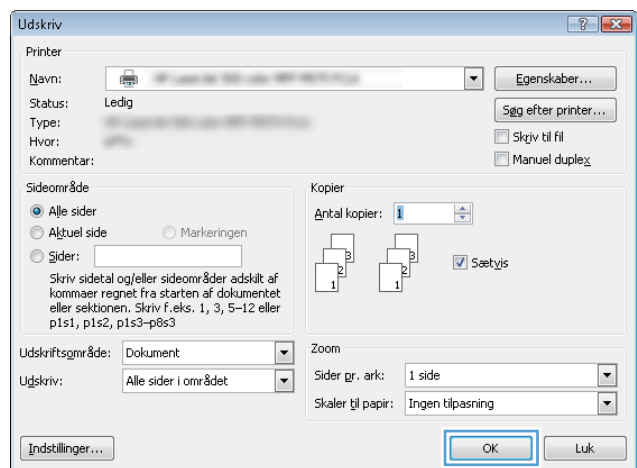 Udskriv
Printer
Navn:
Egenskaber...
Status: Ledig
Søg efter printer...
Type:
Hvor:
Skriv til fil
Kommentar:
Manuel duplex
Sideområde
Alle sider
Aktuel side Markeringen
Sider:
Skriv sidetal og/eller sideområder adskilt af
kommaer regnet fra starten af dokumentet
eller sektionen. Skriv f.eks. 1, 3, 5–12 eller
p1s1, p1s2, p1s3–p8s3
Kopier
Antal kopier: 1
3 3
2 2
1 1
Sætvis
Udskriftsområde: Dokument
Udskriv: Alle sider i området
Zoom
Sider pr. ark: 1 side
Skaler til papir: Ingen tilpasning
Indstillinger...
OK Luk